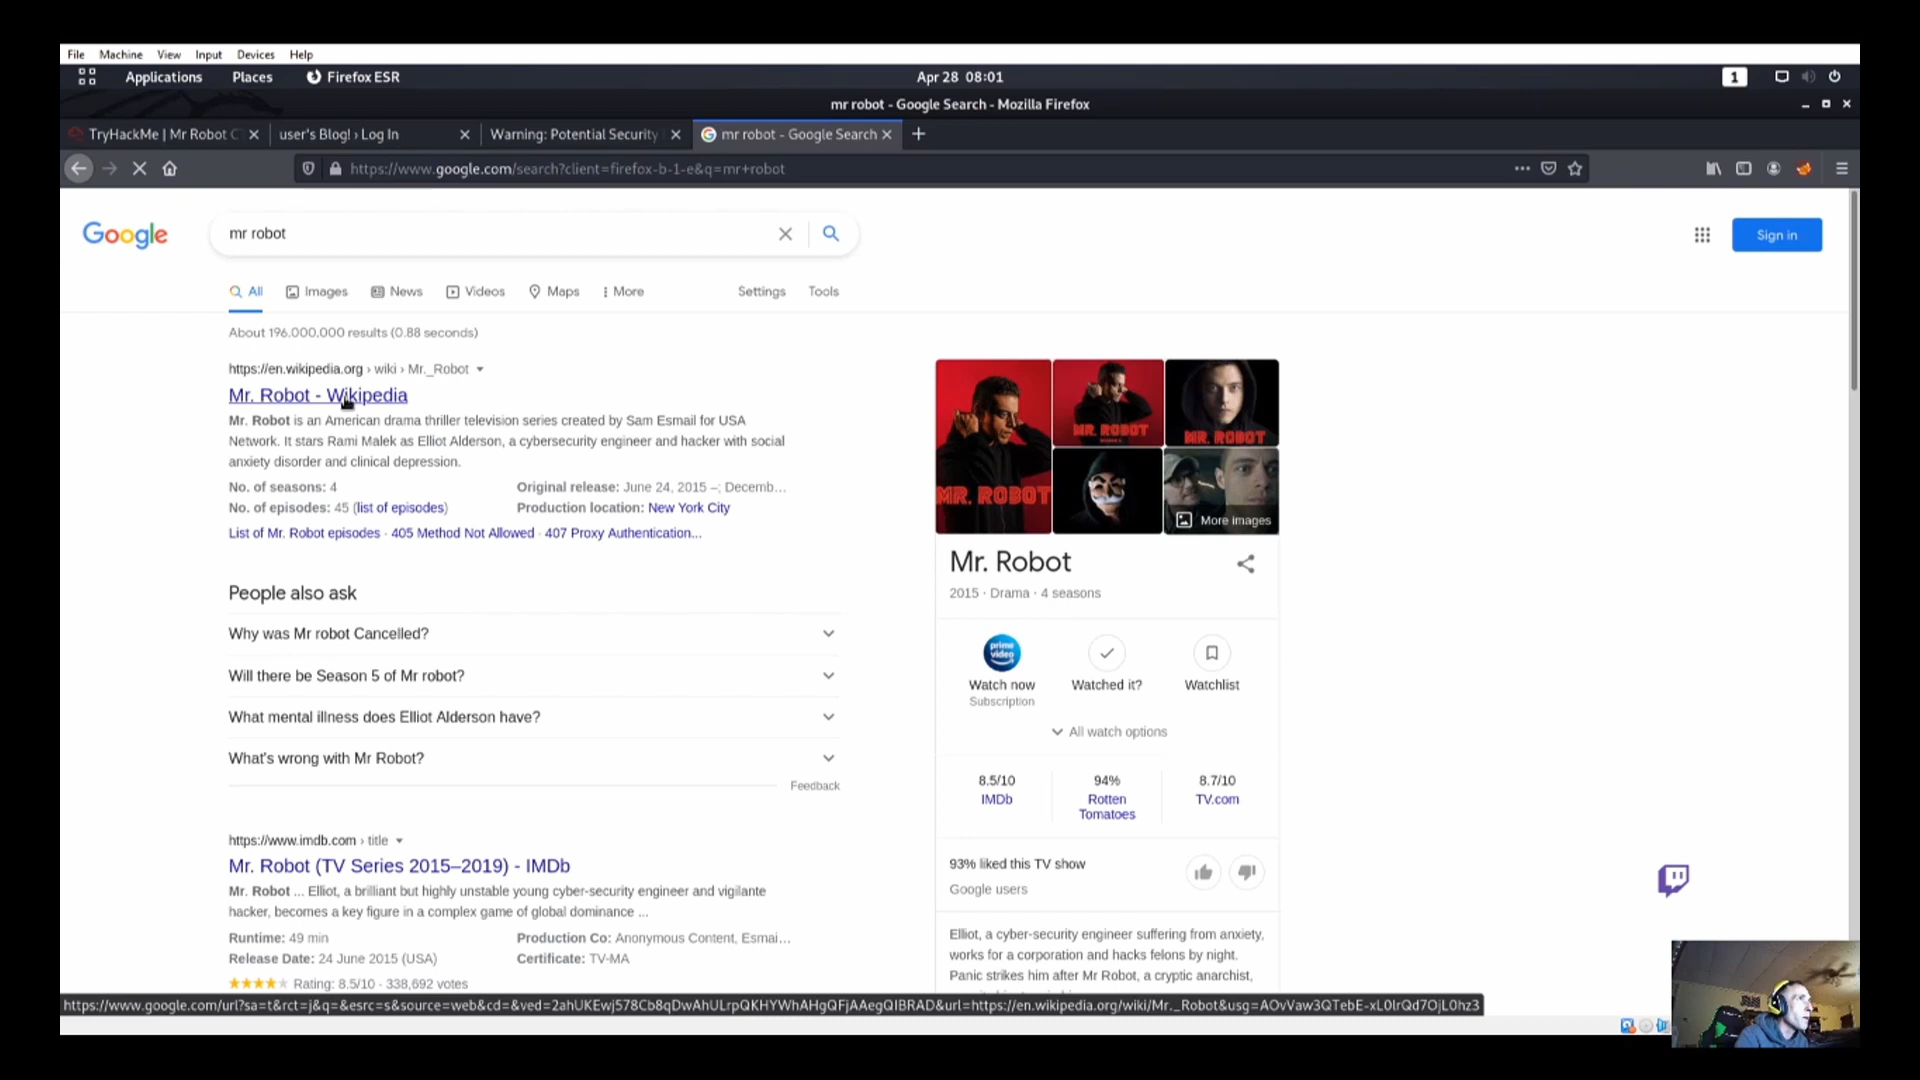 File Machine View Input Devices Help
Applications Places Firefox ESR Apr 28 08:01 1
mr robot - Google Search - Mozilla Firefox
TryHackMe | Mr Robot C user's Blog! › Log In Warning: Potential Security mr robot - Google Search
https://www.google.com/search?client=firefox-b-1-e&q=mr+robot
Google mr robot Sign in
All Images News Videos Maps More Settings Tools
About 196,000,000 results (0.88 seconds)
https://en.wikipedia.org › wiki › Mr._Robot
Mr. Robot - Wikipedia
Mr. Robot is an American drama thriller television series created by Sam Esmail for USA
Network. It stars Rami Malek as Elliot Alderson, a cybersecurity engineer and hacker with social
anxiety disorder and clinical depression.
No. of seasons: 4 Original release: June 24, 2015 –; Decemb...
No. of episodes: 45 (list of episodes) Production location: New York City
List of Mr. Robot episodes · 405 Method Not Allowed · 407 Proxy Authentication...
People also ask
Why was Mr robot Cancelled?
Will there be Season 5 of Mr robot?
What mental illness does Elliot Alderson have?
What's wrong with Mr Robot?
Feedback
https://www.imdb.com › title
Mr. Robot (TV Series 2015–2019) - IMDb
Mr. Robot ... Elliot, a brilliant but highly unstable young cyber-security engineer and vigilante
hacker, becomes a key figure in a complex game of global dominance ...
Runtime: 49 min Production Co: Anonymous Content, Esmai...
Release Date: 24 June 2015 (USA) Certificate: TV-MA
Rating: 8.5/10 · 338,692 votes
MR. ROBOT
MR. ROBOT
MR. ROBOT
More images
Mr. Robot
2015 · Drama · 4 seasons
prime video
Watch now Watched it? Watchlist
Subscription
All watch options
8.5/10 94% 8.7/10
IMDb Rotten Tomatoes TV.com
93% liked this TV show
Google users
Elliot, a cyber-security engineer suffering from anxiety,
works for a corporation and hacks felons by night.
Panic strikes him after Mr Robot, a cryptic anarchist,
https://www.google.com/url?sa=t&rct=j&q=&esrc=s&source=web&cd=&ved=2ahUKEwj578Cb8qDwAhULrpQKHYWhAHgQFjAAegQIBRAD&url=https://en.wikipedia.org/wiki/Mr._Robot&usg=AOvVaw3QTebE-xL0lrQd7OjL0hz3